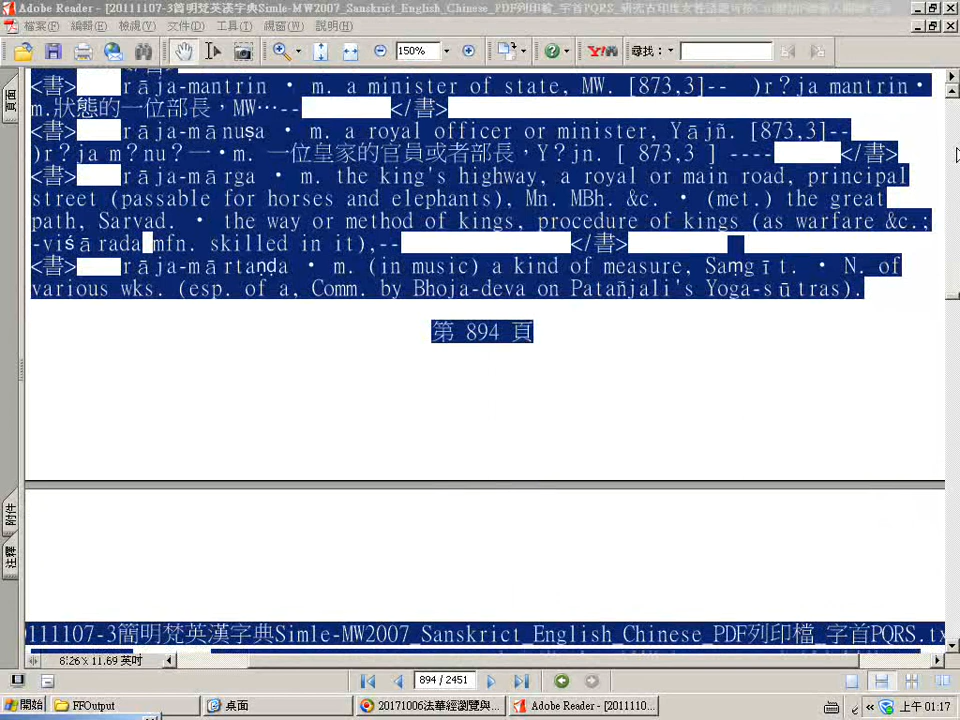 Adobe Reader - [20111107-3簡明梵英漢字典Simle-MW2007_Sanskrict_English_Chinese_PDF列印檔_字首PQRS
檔案(F) 編輯(E) 檢視(V) 文件(D) 工具(T) 視窗(W) 說明(H)
150% 尋找:
頁面
<書> rāja-mantrin • m. a minister of state, MW. [873,3]-- )r？ja mantrin•
m.狀態的一位部長，MW…-- </書>
<書> rāja-mānuṣa • m. a royal officer or minister, Yājñ. [873,3]--
)r？ja m？nu？一•m. 一位皇家的官員或者部長，Y？jn. [ 873,3 ] ---- </書>
<書> rāja-mārga • m. the king's highway, a royal or main road, principal
street (passable for horses and elephants), Mn. MBh. &c. • (met.) the great
path, Sarvad. • the way or method of kings, procedure of kings (as warfare &c.;
-viśārada mfn. skilled in it),-- </書>
<書> rāja-mārtaṇḍa • m. (in music) a kind of measure, Saṃgīt. • N. of
various wks. (esp. of a, Comm. by Bhoja-deva on Patañjali's Yoga-sūtras).
第 894 頁
附件
注釋
0111107-3簡明梵英漢字典Simle-MW2007_Sanskrict_English_Chinese_PDF列印檔_字首PQRS.tx
8.26 x 11.69 英吋
894 / 2451
開始 FFOutput 桌面 20171006法華經瀏覽與... Adobe Reader - [2011110... 上午 01:17